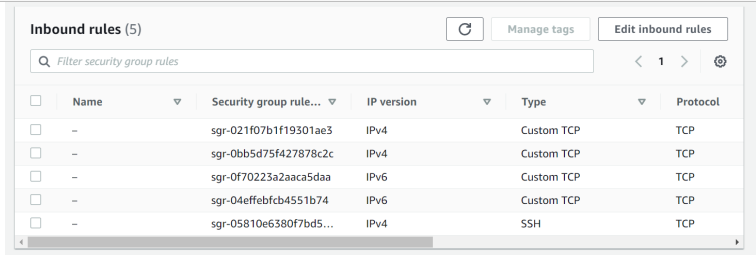 Inbound rules (5)
Manage tags
Edit inbound rules
Filter security group rules
1
Name Security group rule... IP version Type Protocol
– sgr-021f07b1f19301ae3 IPv4 Custom TCP TCP
– sgr-0bb5d75f427878c2c IPv4 Custom TCP TCP
– sgr-0f70223a2aaca5daa IPv6 Custom TCP TCP
– sgr-04effebfcb4551b74 IPv6 Custom TCP TCP
– sgr-05810e6380f7bd5... IPv4 SSH TCP